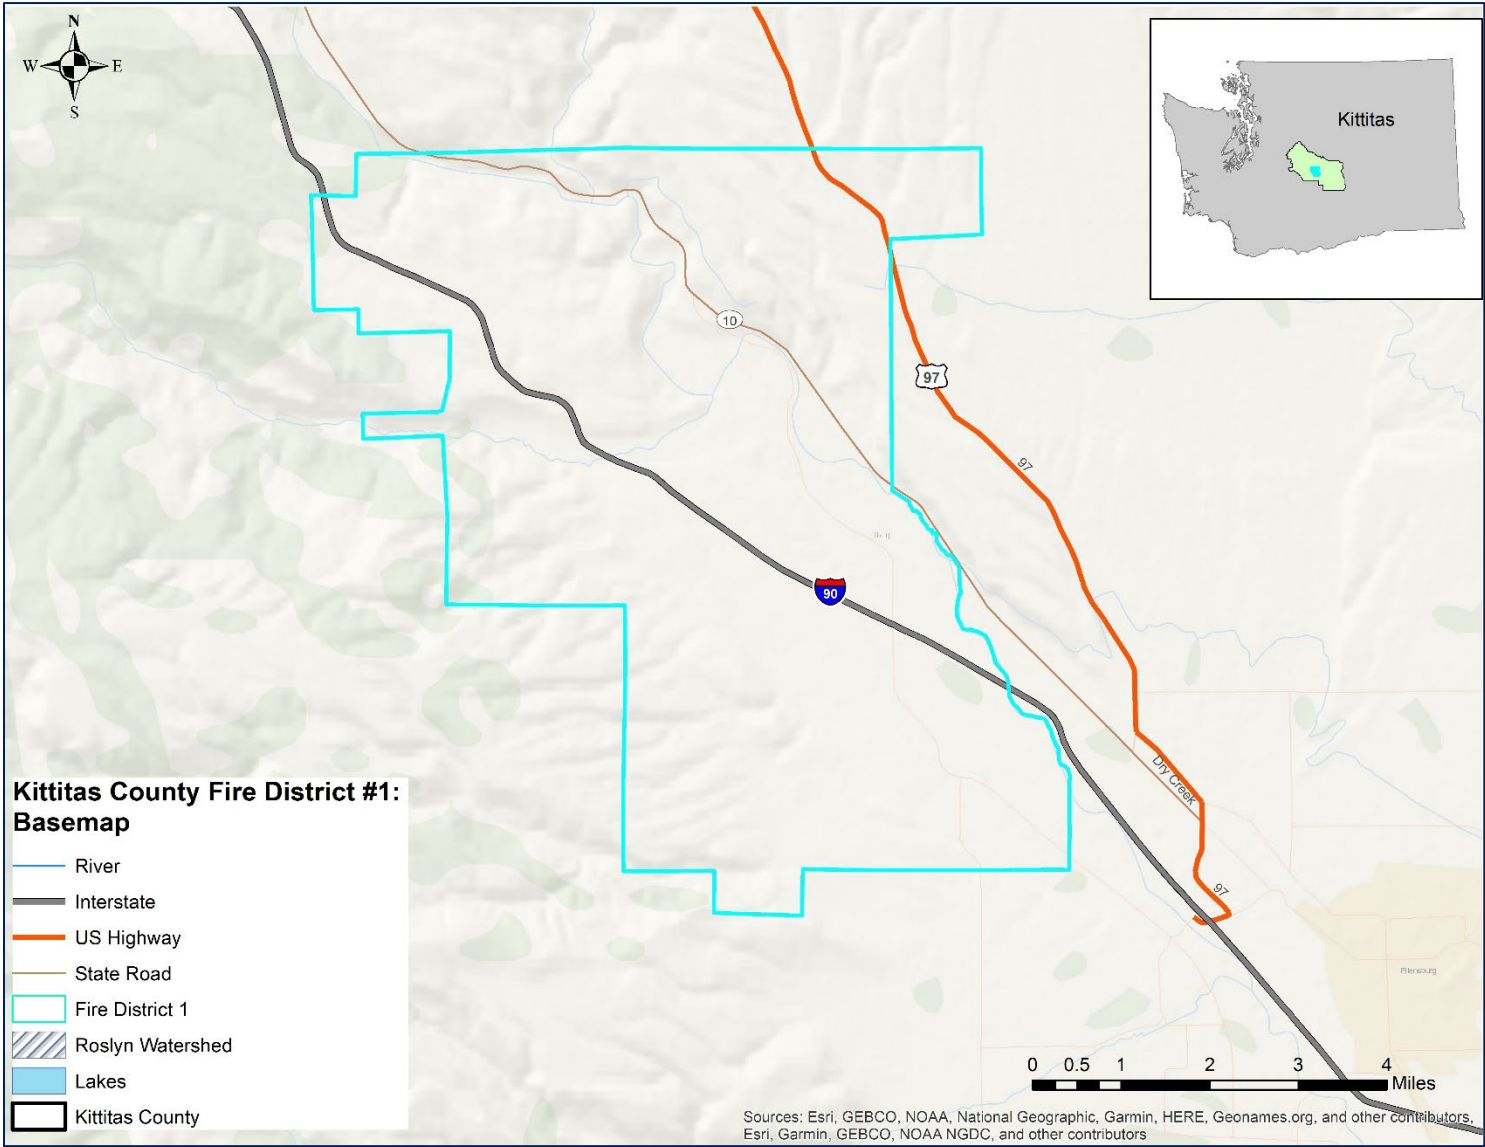 N
W E
S
Kittitas
10
97
97
90
Dry Creek
97
Ellensburg
Kittitas County Fire District #1:
Basemap
River
Interstate
US Highway
State Road
Fire District 1
Roslyn Watershed
Lakes
Kittitas County
0 0.5 1 2 3 4
Miles
Sources: Esri, GEBCO, NOAA, National Geographic, Garmin, HERE, Geonames.org, and other contributors,
Esri, Garmin, GEBCO, NOAA NGDC, and other contributors